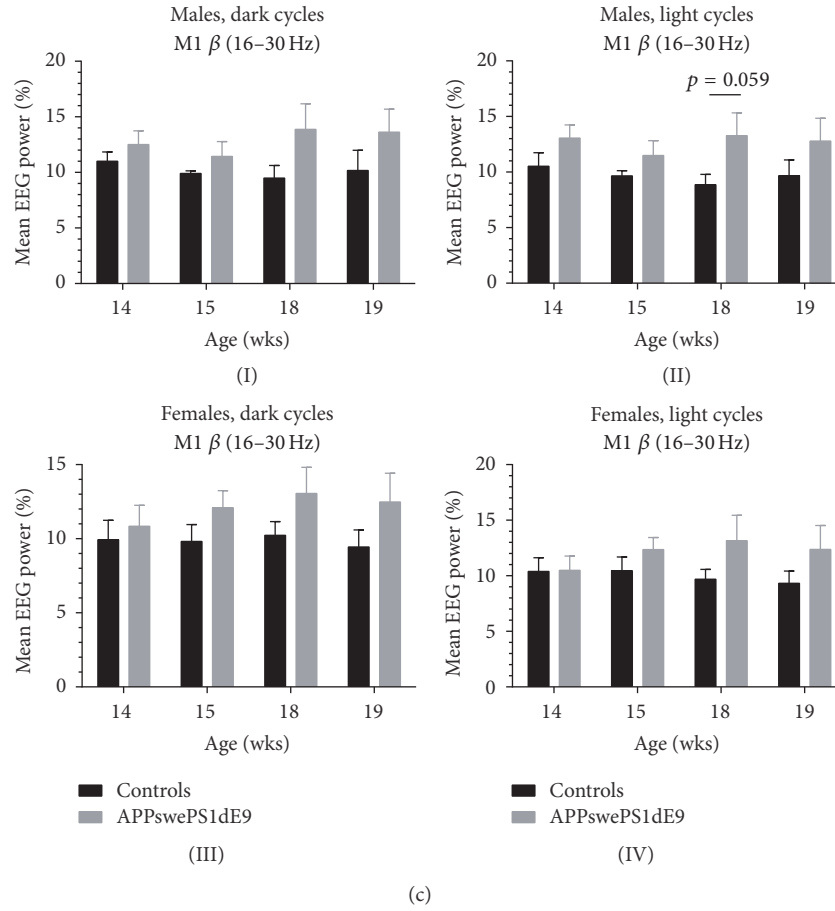 Males, dark cycles
M1 β (16–30 Hz)
Mean EEG power (%)
20
15
10
5
0
14 15 18 19
Age (wks)
(I)
Males, light cycles
M1 β (16–30 Hz)
p = 0.059
Mean EEG power (%)
20
15
10
5
0
14 15 18 19
Age (wks)
(II)
Females, dark cycles
M1 β (16–30 Hz)
Mean EEG power (%)
15
10
5
0
14 15 18 19
Age (wks)
Controls
APPswePS1dE9
(III)
Females, light cycles
M1 β (16–30 Hz)
Mean EEG power (%)
20
15
10
5
0
14 15 18 19
Age (wks)
Controls
APPswePS1dE9
(IV)
(c)